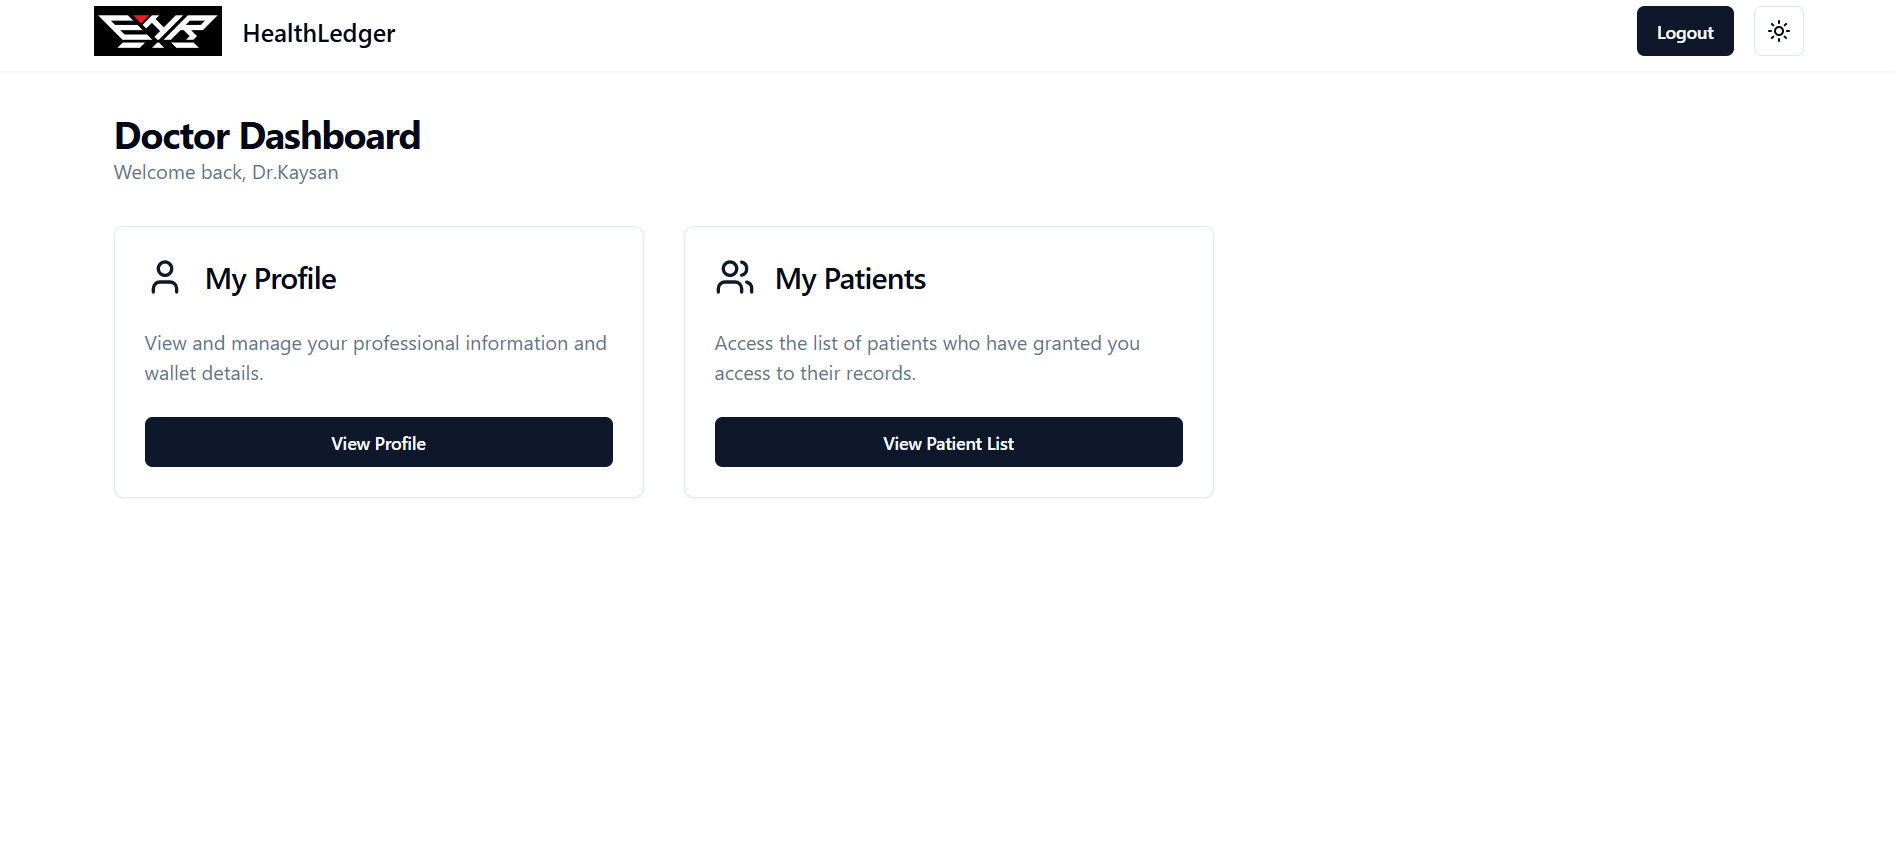 HealthLedger
Logout
Doctor Dashboard
Welcome back, Dr.Kaysan
My Profile
View and manage your professional information and
wallet details.
View Profile
My Patients
Access the list of patients who have granted you
access to their records.
View Patient List